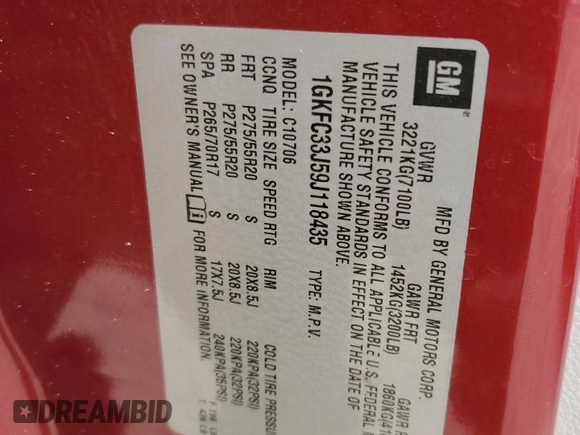 GM
MFD BY GENERAL MOTORS CORP
GVWR GAWR FRT GAWR
3221KG(7100LB) 1452KG(3200LB)
THIS VEHICLE CONFORMS TO ALL APPLICABLE U.S. FEDERAL
VEHICLE SAFETY STANDARDS IN EFFECT ON THE DATE OF
MANUFACTURE SHOWN ABOVE.
1GKFC33J59J118435 TYPE: M.P.V.
MODEL: C10706
CCNQ TIRE SIZE SPEED RTG RIM COLD TIRE
FRT P275/55R20 S 20X8.5J 220KPA(32PSI)
RR P275/55R20 S 20X8.5J 220KPA(32PSI)
SPA P265/70R17 S 17X7.5J 240KPA(35PSI)
SEE OWNER'S MANUAL i FOR MORE INFORMATION.
DREAMBID